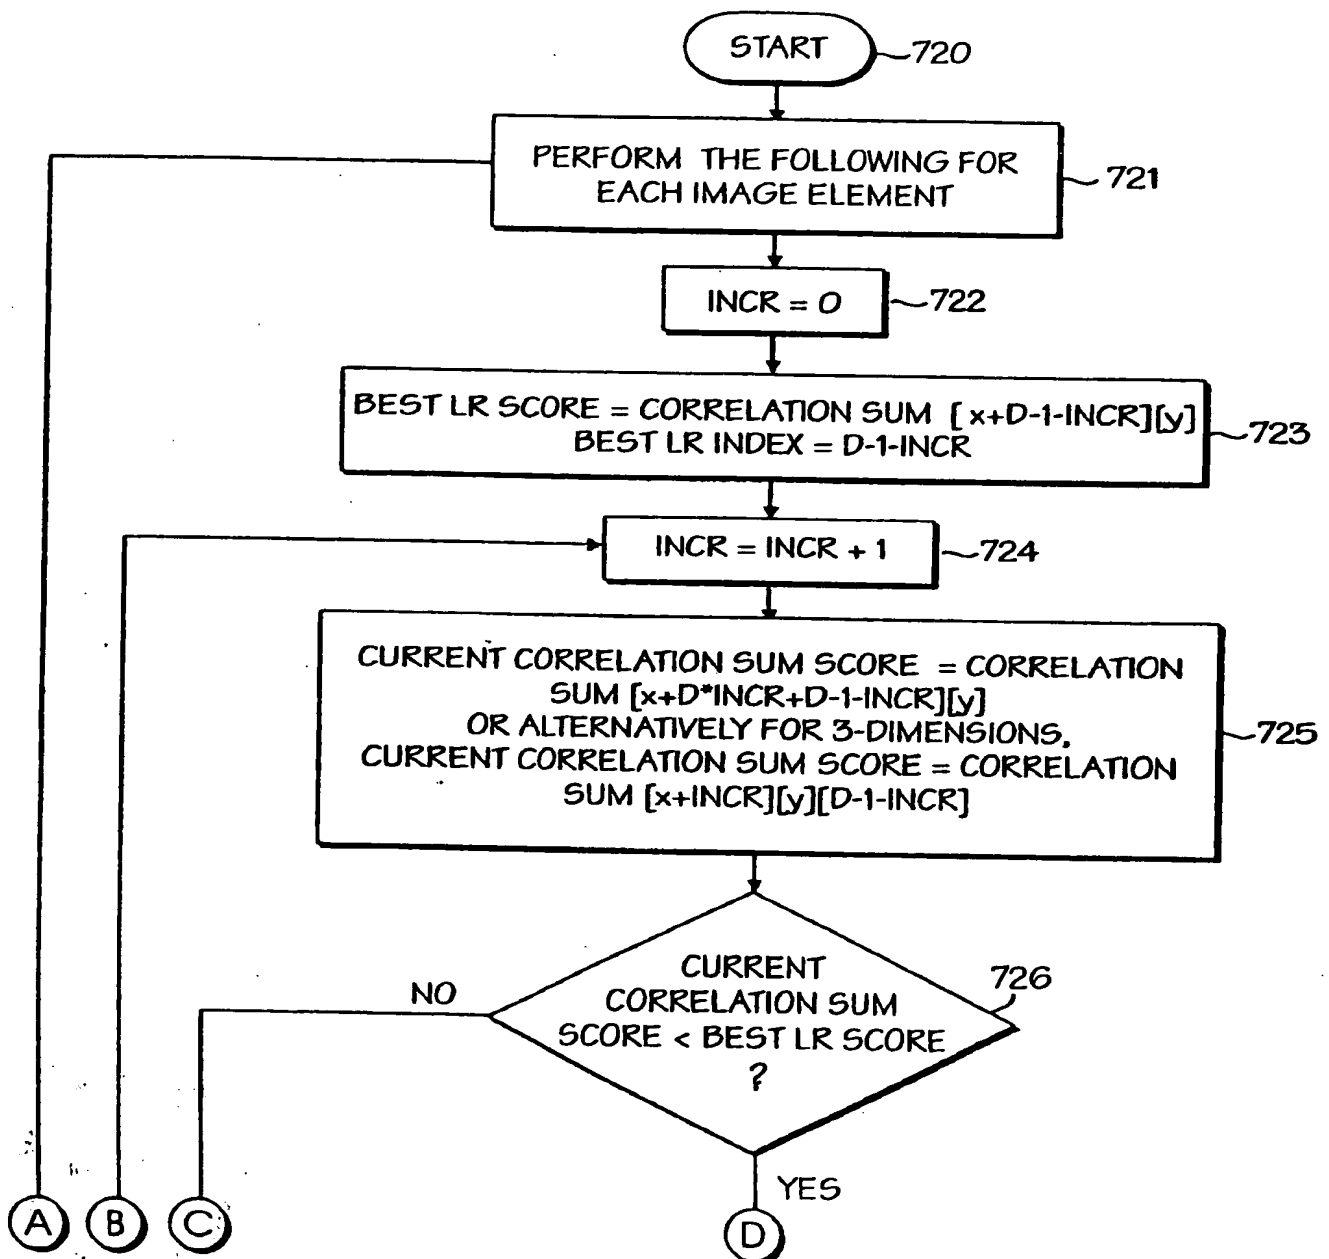 START
720
PERFORM THE FOLLOWING FOR
EACH IMAGE ELEMENT
721
INCR = 0
722
BEST LR SCORE = CORRELATION SUM [x+D-1-INCR][y]
BEST LR INDEX = D-1-INCR
723
INCR = INCR + 1
724
CURRENT CORRELATION SUM SCORE = CORRELATION
SUM [x+D*INCR+D-1-INCR][y]
OR ALTERNATIVELY FOR 3-DIMENSIONS,
CURRENT CORRELATION SUM SCORE = CORRELATION
SUM [x+INCR][y][D-1-INCR]
725
CURRENT
CORRELATION SUM
SCORE < BEST LR SCORE
?
726
NO
YES
A
B
C
D